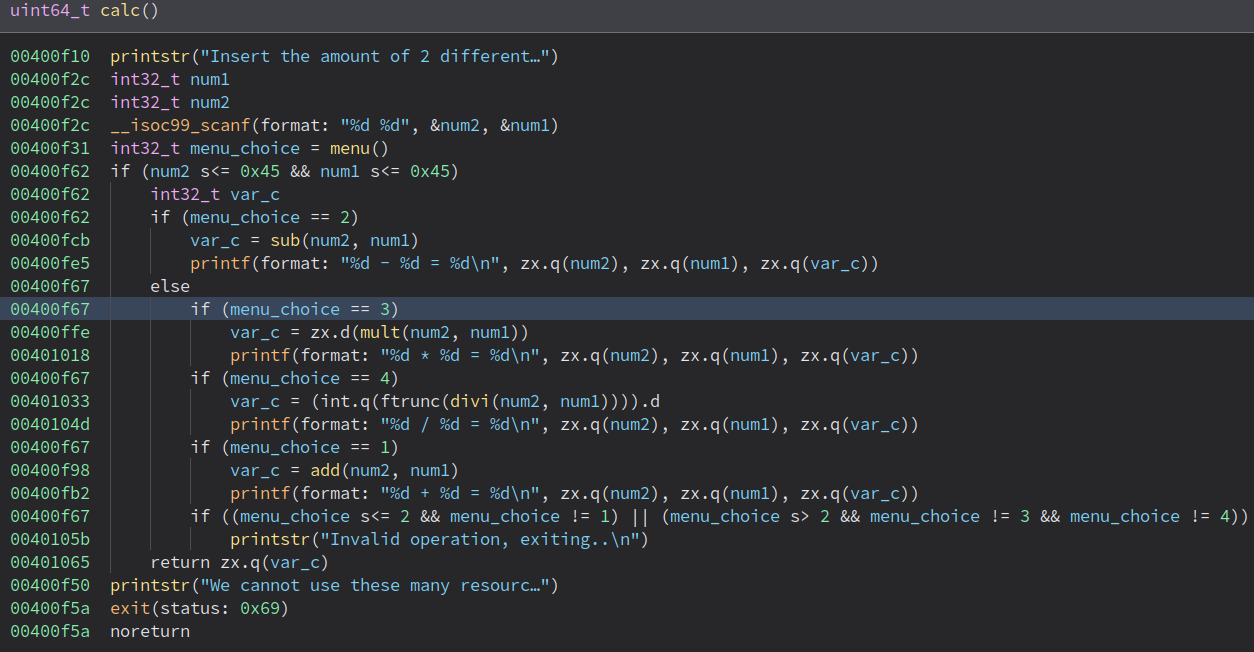 uint64_t calc()
00400f10 printstr("Insert the amount of 2 different…")
00400f2c int32_t num1
00400f2c int32_t num2
00400f2c __isoc99_scanf(format: "%d %d", &num2, &num1)
00400f31 int32_t menu_choice = menu()
00400f62 if (num2 s<= 0x45 && num1 s<= 0x45)
00400f62 int32_t var_c
00400f62 if (menu_choice == 2)
00400fcb var_c = sub(num2, num1)
00400fe5 printf(format: "%d - %d = %d\n", zx.q(num2), zx.q(num1), zx.q(var_c))
00400f67 else
00400f67 if (menu_choice == 3)
00400ffe var_c = zx.d(mult(num2, num1))
00401018 printf(format: "%d * %d = %d\n", zx.q(num2), zx.q(num1), zx.q(var_c))
00400f67 if (menu_choice == 4)
00401033 var_c = (int.q(ftrunc(divi(num2, num1)))).d
0040104d printf(format: "%d / %d = %d\n", zx.q(num2), zx.q(num1), zx.q(var_c))
00400f67 if (menu_choice == 1)
00400f98 var_c = add(num2, num1)
00400fb2 printf(format: "%d + %d = %d\n", zx.q(num2), zx.q(num1), zx.q(var_c))
00400f67 if ((menu_choice s<= 2 && menu_choice != 1) || (menu_choice s> 2 && menu_choice != 3 && menu_choice != 4))
0040105b printstr("Invalid operation, exiting..\n")
00401065 return zx.q(var_c)
00400f50 printstr("We cannot use these many resourc…")
00400f5a exit(status: 0x69)
00400f5a noreturn